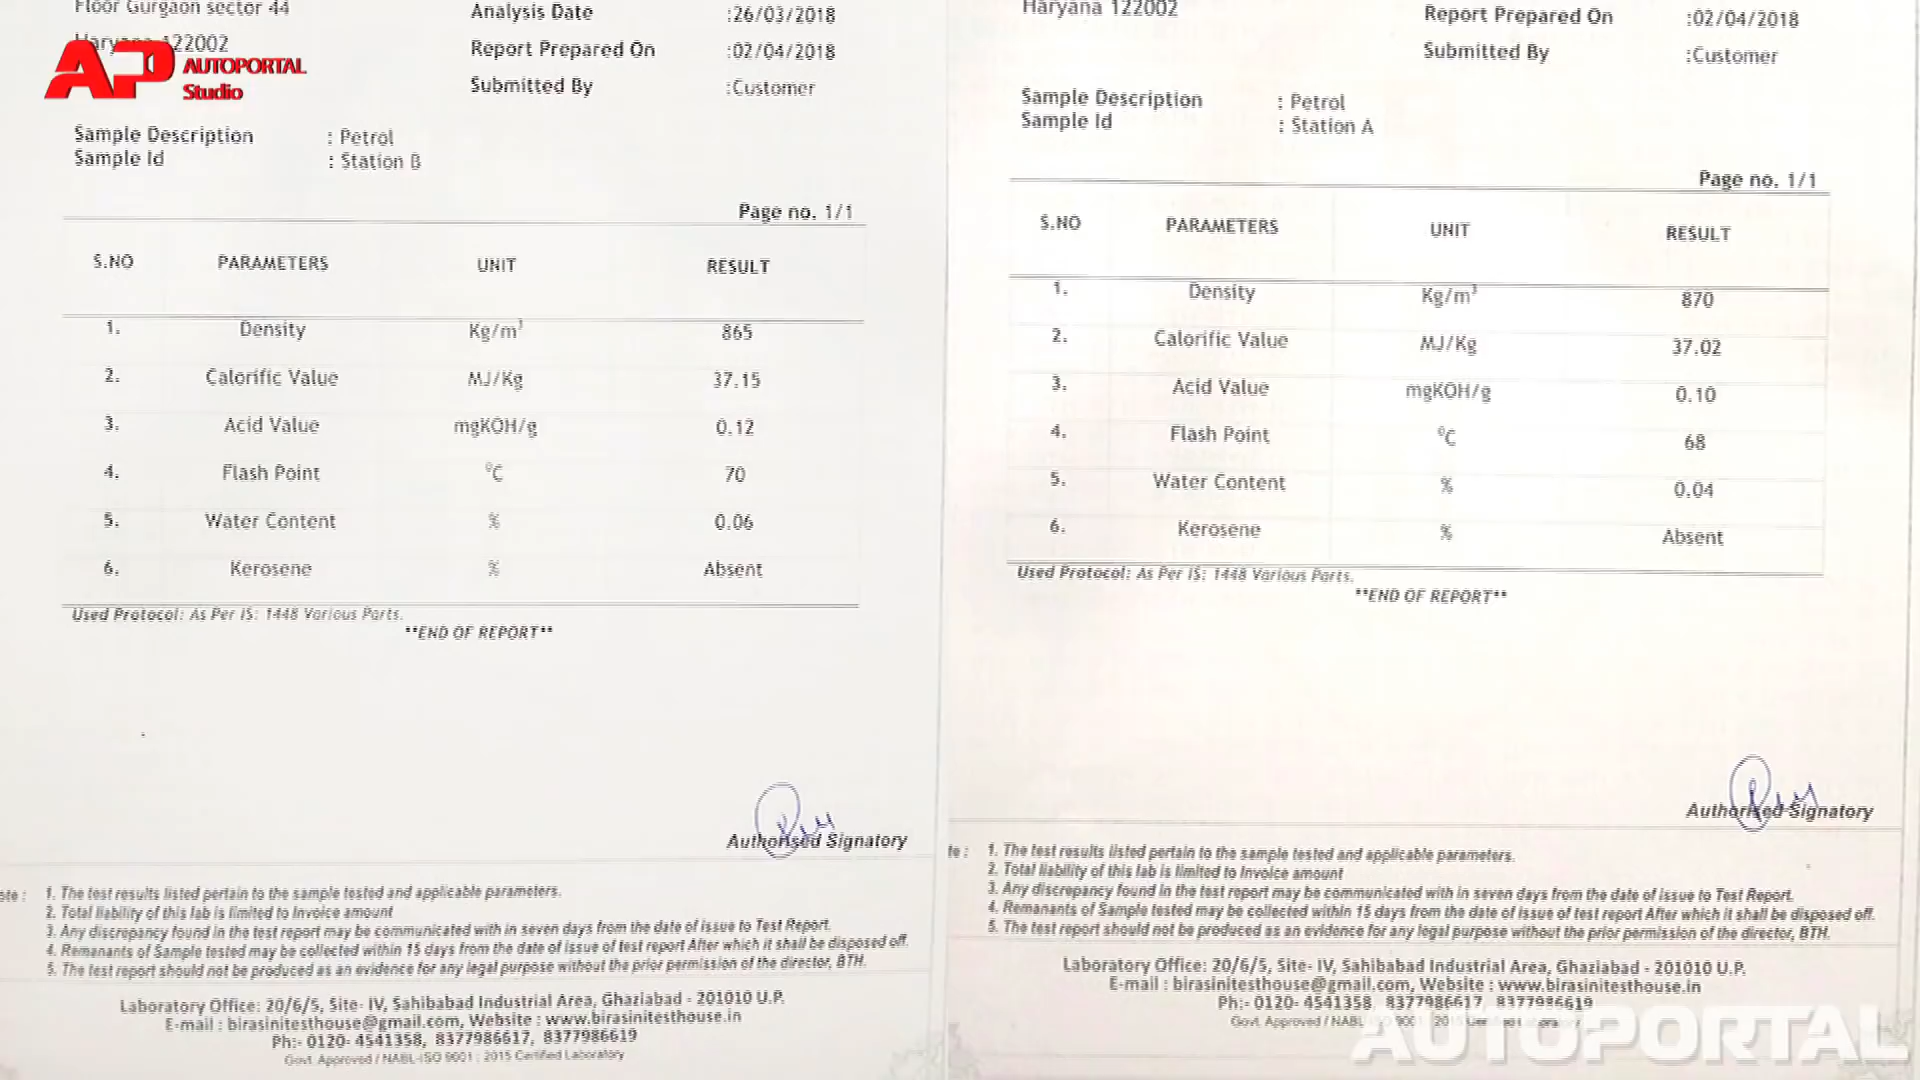 Floor Gurgaon sector 44
Haryana 122002
AP AUTOPORTAL
Studio
Analysis Date :26/03/2018
Report Prepared On :02/04/2018
Submitted By :Customer
Sample Description : Petrol
Sample Id : Station B
Page no. 1/1
S.NO PARAMETERS UNIT RESULT
1. Density Kg/m³ 865
2. Calorific Value MJ/Kg 37.15
3. Acid Value mgKOH/g 0.12
4. Flash Point ⁰C 70
5. Water Content % 0.06
6. Kerosene % Absent
Used Protocol: As Per IS: 1448 Various Parts.
**END OF REPORT**
Authorised Signatory
ote : 1. The test results listed pertain to the sample tested and applicable parameters.
2. Total liability of this lab is limited to Invoice amount
3. Any discrepancy found in the test report may be communicated with in seven days from the date of issue to Test Report.
4. Remanants of Sample tested may be collected within 15 days from the date of issue of test report After which it shall be disposed off.
5. The test report should not be produced as an evidence for any legal purpose without the prior permission of the director, BTH.
Laboratory Office: 20/6/5, Site- IV, Sahibabad Industrial Area, Ghaziabad - 201010 U.P.
E-mail : birasinitesthouse@gmail.com, Website : www.birasinitesthouse.in
Ph:- 0120- 4541358, 8377986617, 8377986619
Govt. Approved / NABL-ISO 9001 : 2015 Certified Laboratory
Haryana 122002
Report Prepared On :02/04/2018
Submitted By :Customer
Sample Description : Petrol
Sample Id : Station A
Page no. 1/1
S.NO PARAMETERS UNIT RESULT
1. Density Kg/m³ 870
2. Calorific Value MJ/Kg 37.02
3. Acid Value mgKOH/g 0.10
4. Flash Point ⁰C 68
5. Water Content % 0.04
6. Kerosene % Absent
Used Protocol: As Per IS: 1448 Various Parts.
**END OF REPORT**
Authorised Signatory
te : 1. The test results listed pertain to the sample tested and applicable parameters.
2. Total liability of this lab is limited to Invoice amount
3. Any discrepancy found in the test report may be communicated with in seven days from the date of issue to Test Report.
4. Remanants of Sample tested may be collected within 15 days from the date of issue of test report After which it shall be disposed off.
5. The test report should not be produced as an evidence for any legal purpose without the prior permission of the director, BTH.
Laboratory Office: 20/6/5, Site- IV, Sahibabad Industrial Area, Ghaziabad - 201010 U.P.
E-mail : birasinitesthouse@gmail.com, Website : www.birasinitesthouse.in
Ph:- 0120- 4541358, 8377986617, 8377986619
Govt. Approved / NABL-ISO 9001 : 2015 Certified Laboratory
AUTOPORTAL